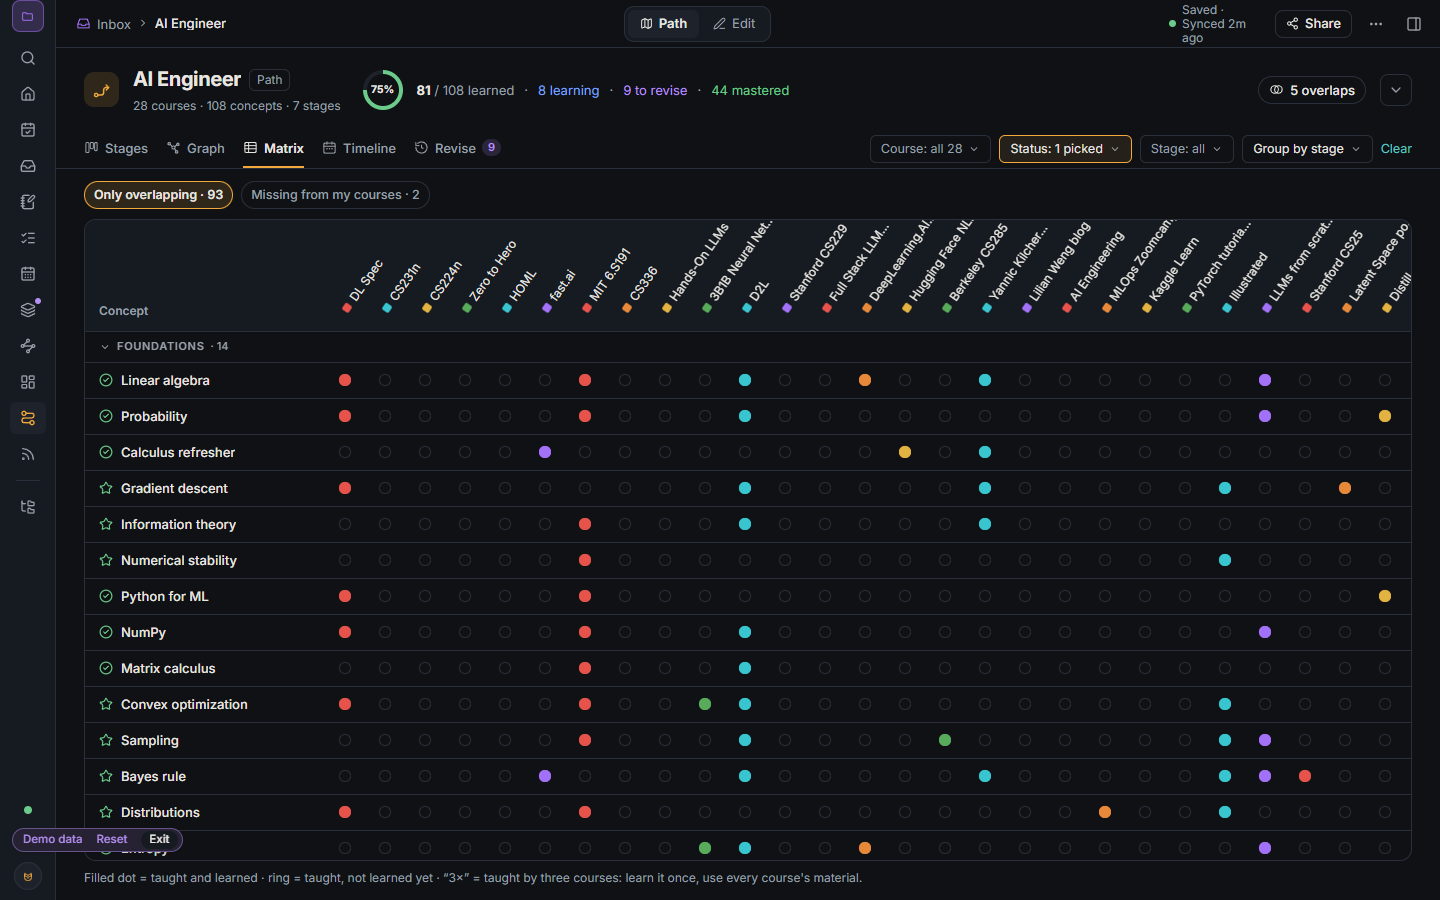 Inbox > AI Engineer
Path
Edit
Saved ·
Synced 2m
ago
Share
AI Engineer
Path
28 courses · 108 concepts · 7 stages
75%
81 / 108 learned · 8 learning · 9 to revise · 44 mastered
5 overlaps
Stages
Graph
Matrix
Timeline
Revise 9
Course: all 28
Status: 1 picked
Stage: all
Group by stage
Clear
Only overlapping · 93
Missing from my courses · 2
Concept
DL Spec
CS231n
CS224n
Zero to Hero
HOML
fast.ai
MIT 6.S191
CS336
Hands-On LLMs
3B1B Neural Net…
D2L
Stanford CS229
Full Stack LLM…
DeepLearning.AI…
Hugging Face NL
Berkeley CS285
Yannic Kilcher…
Lilian Weng blog
AI Engineering
MLOps Zoomcam
Kaggle Learn
PyTorch tutoria…
Illustrated
LLMs from scrat…
Stanford CS25
Latent Space po
Distill
FOUNDATIONS · 14
Linear algebra
Probability
Calculus refresher
Gradient descent
Information theory
Numerical stability
Python for ML
NumPy
Matrix calculus
Convex optimization
Sampling
Bayes rule
Distributions
Demo data Reset Exit
Filled dot = taught and learned · ring = taught, not learned yet · “3×” = taught by three courses: learn it once, use every course's material.